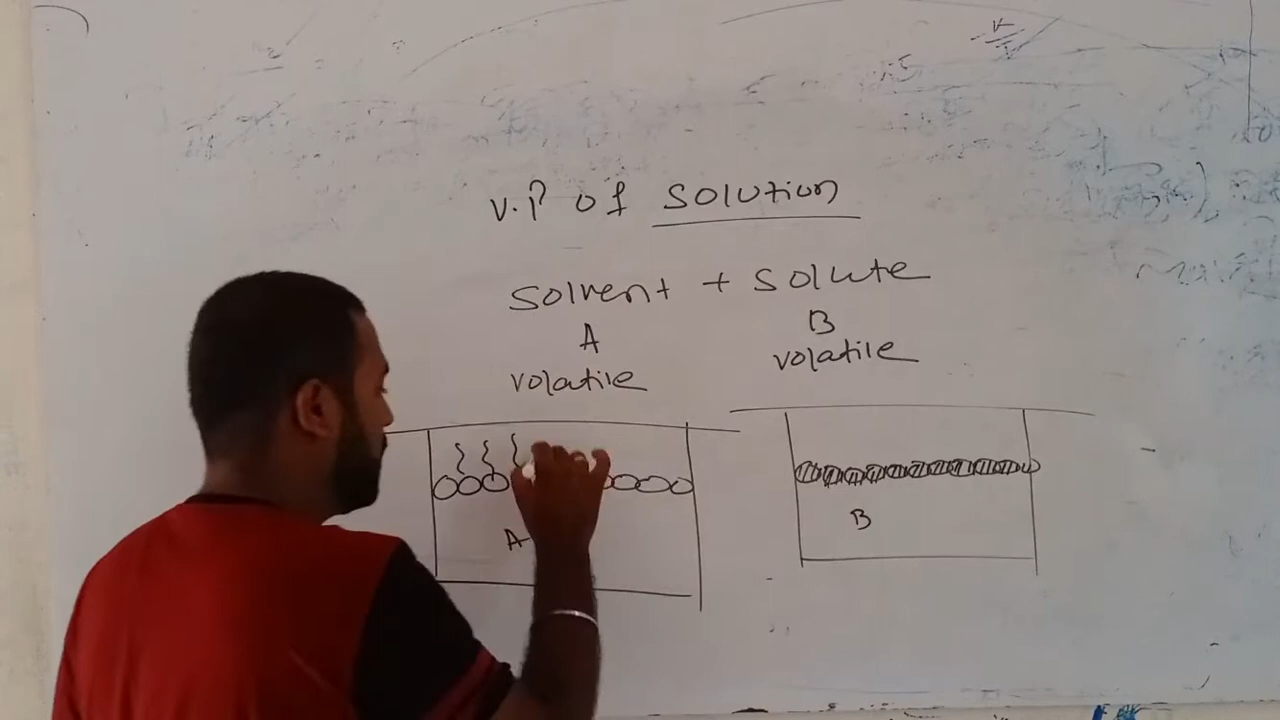 V.P of solution
solvent + solute
A B
volatile volatile
A B